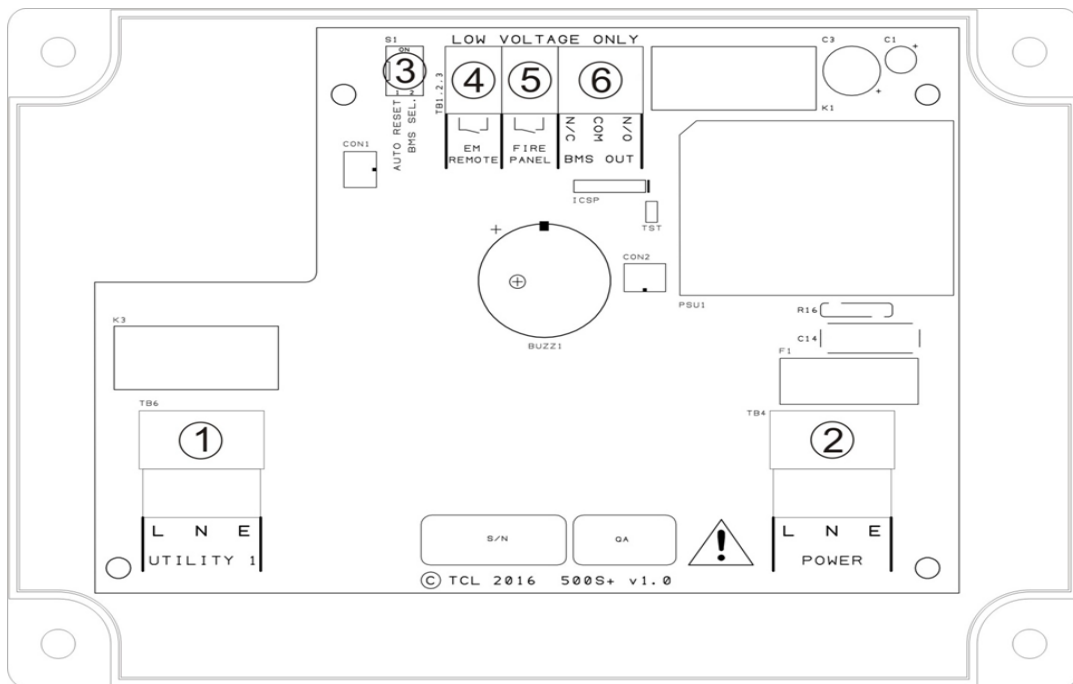 S1
ON
3
1 2
AUTO RESET
BMS SEL.
LOW VOLTAGE ONLY
TB1.2.3
4
5
6
EM
REMOTE
FIRE
PANEL
N/C
COM
N/O
BMS OUT
C3
C1
+
+
K1
CON1
ICSP
TST
+
CON2
BUZZ1
PSU1
R16
C14
F1
K3
TB6
1
L N E
UTILITY 1
TB4
2
L N E
POWER
S/N
QA
!
© TCL 2016 500S+ v1.0